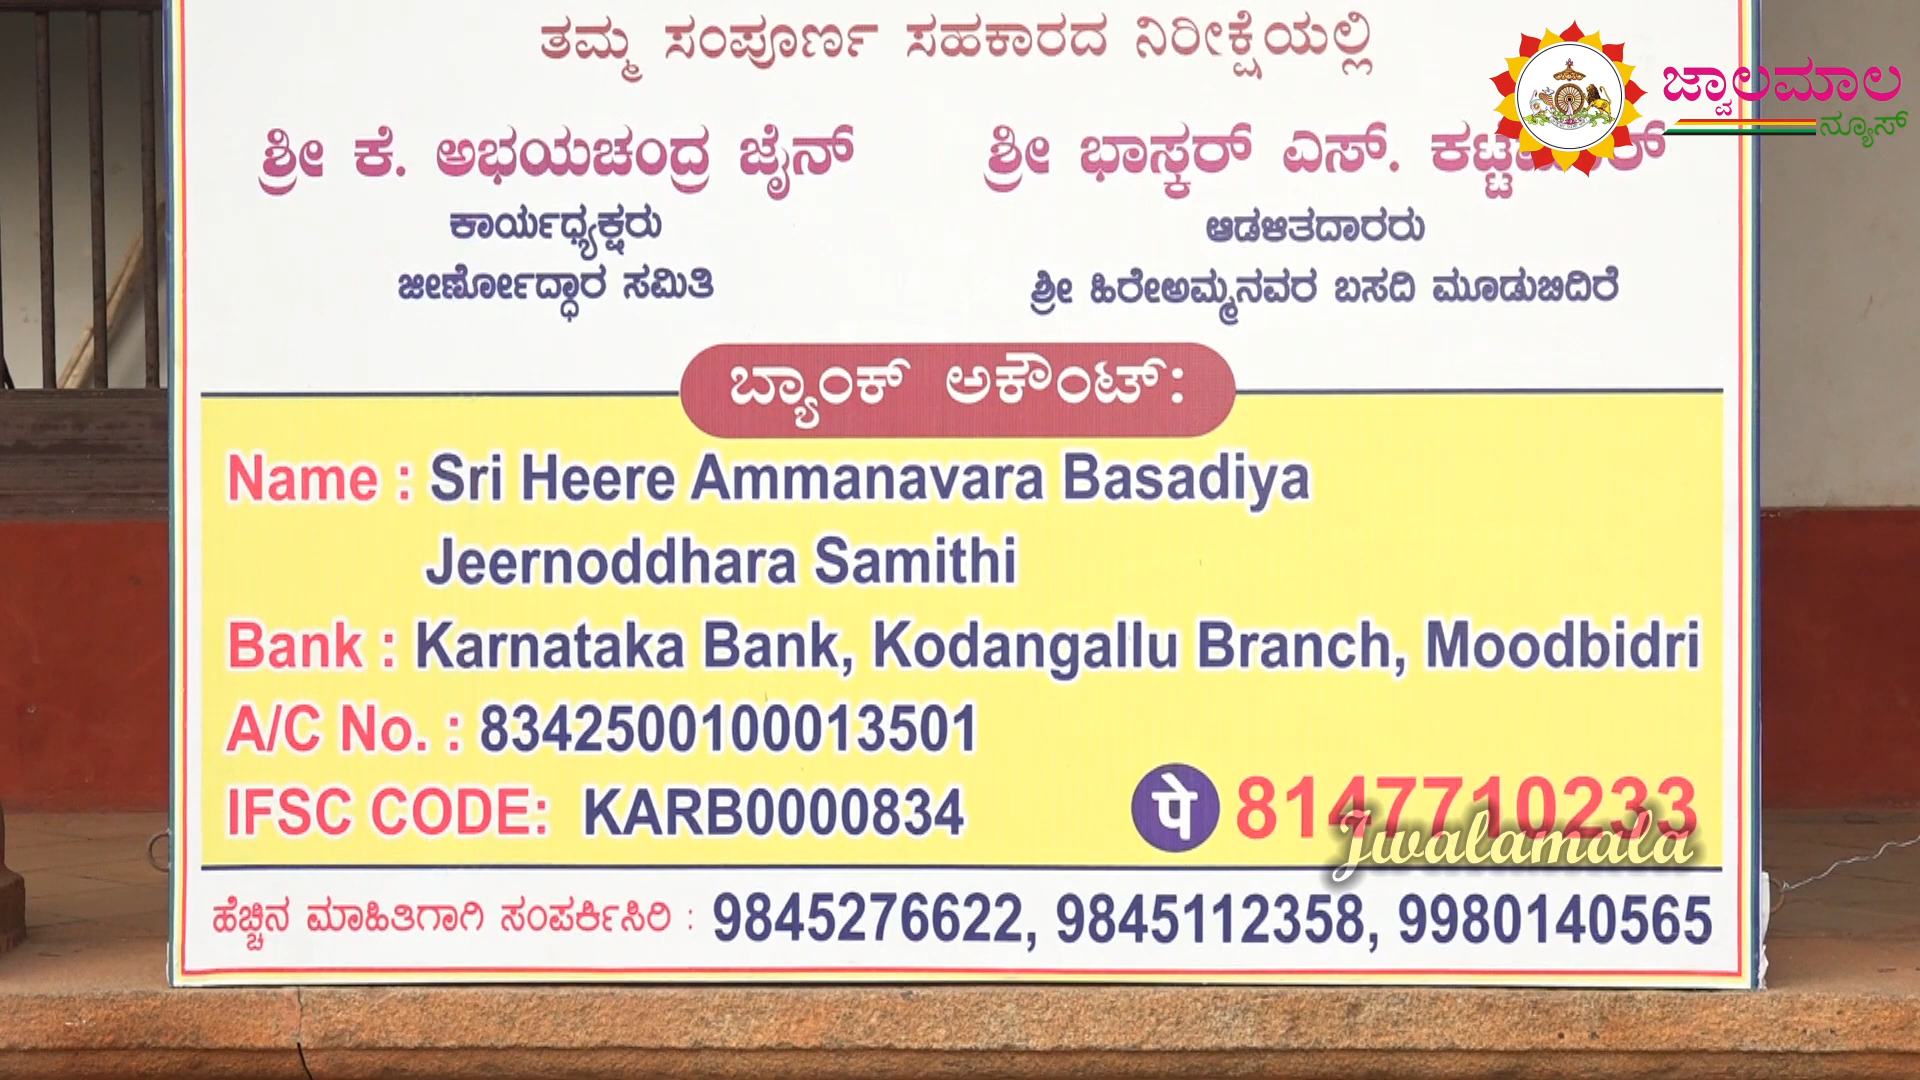 ತಮ್ಮ ಸಂಪೂರ್ಣ ಸಹಕಾರದ ನಿರೀಕ್ಷೆಯಲ್ಲಿ
ಜ್ವಾಲಮಾಲ
ನ್ಯೂಸ್
ಶ್ರೀ ಕೆ. ಅಭಯಚಂದ್ರ ಜೈನ್ ಶ್ರೀ ಭಾಸ್ಕರ್ ಎಸ್.
ಕಾರ್ಯಧ್ಯಕ್ಷರು ಆಡಳಿತದಾರರು
ಜೀರ್ಣೋದ್ಧಾರ ಸಮಿತಿ ಶ್ರೀ ಹಿರೇಅಮ್ಮನವರ ಬಸದಿ ಮೂಡುಬಿದಿರೆ
ಬ್ಯಾಂಕ್ ಅಕೌಂಟ್:
Name : Sri Heere Ammanavara Basadiya
Jeernoddhara Samithi
Bank : Karnataka Bank, Kodangallu Branch, Moodbidri
A/C No. : 8342500100013501
IFSC CODE: KARB0000834 पे 8147710233
Jwalamala
ಹೆಚ್ಚಿನ ಮಾಹಿತಿಗಾಗಿ ಸಂಪರ್ಕಿಸಿರಿ : 9845276622, 9845112358, 9980140565